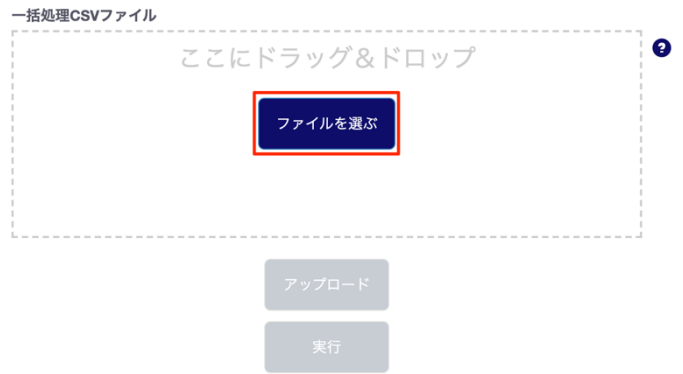 一括処理CSVファイル
ここにドラッグ＆ドロップ
?
ファイルを選ぶ
アップロード
実行